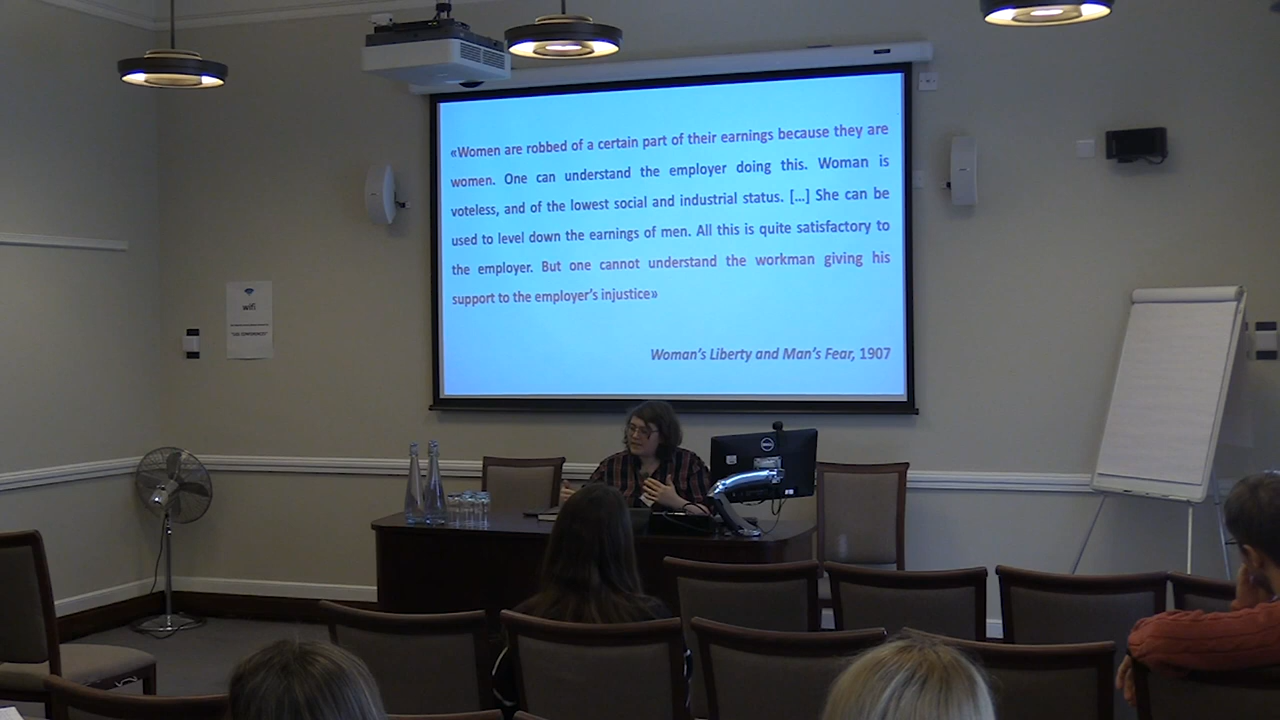 «Women are robbed of a certain part of their earnings because they are
women. One can understand the employer doing this. Woman is
voteless, and of the lowest social and industrial status. […] She can be
used to level down the earnings of men. All this is quite satisfactory to
the employer. But one cannot understand the workman giving his
support to the employer’s injustice»
Woman’s Liberty and Man’s Fear, 1907
wifi
DELL